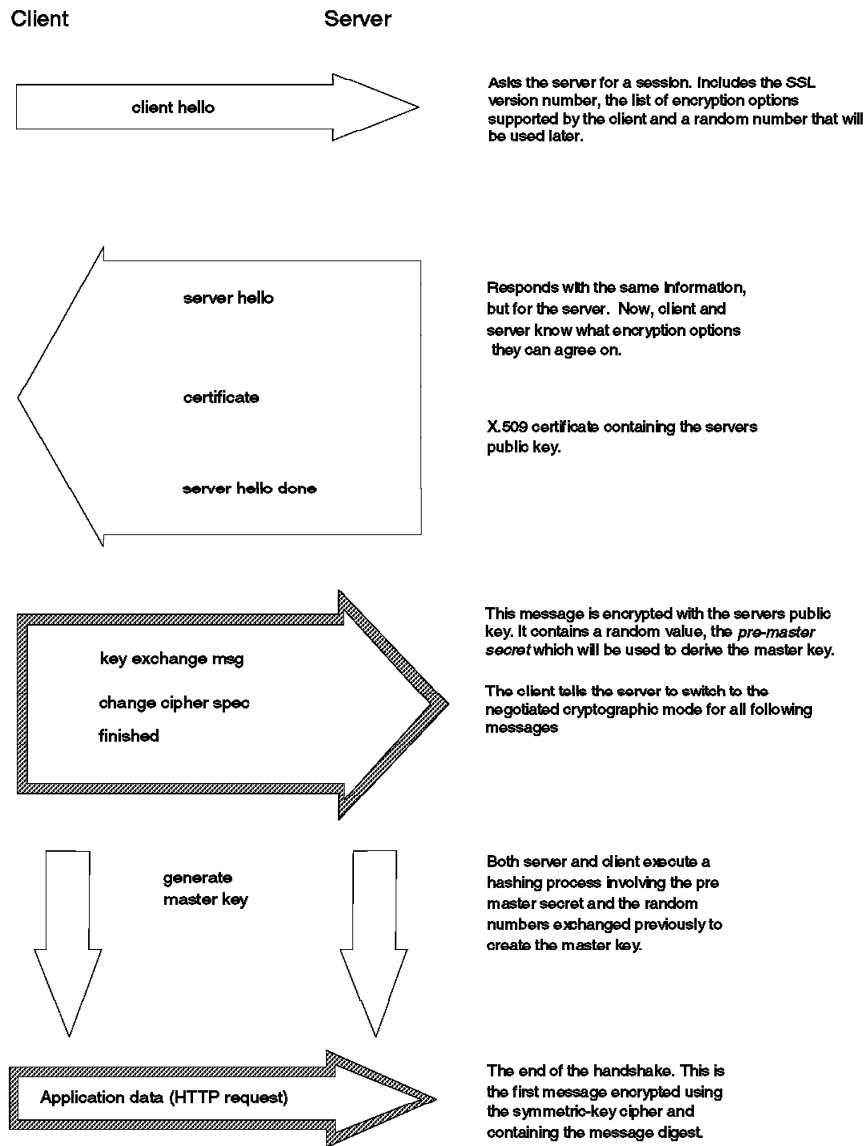 Client Server
client hello
Asks the server for a session. Includes the SSL
version number, the list of encryption options
supported by the client and a random number that will
be used later.
server hello
Responds with the same information,
but for the server. Now, client and
server know what encryption options
they can agree on.
certificate
X.509 certificate containing the servers
public key.
server hello done
key exchange msg
This message is encrypted with the servers public
key. It contains a random value, the pre-master
secret which will be used to derive the master key.
change cipher spec
finished
The client tells the server to switch to the
negotiated cryptographic mode for all following
messages
generate
master key
Both server and client execute a
hashing process involving the pre
master secret and the random
numbers exchanged previously to
create the master key.
Application data (HTTP request)
The end of the handshake. This is
the first message encrypted using
the symmetric-key cipher and
containing the message digest.